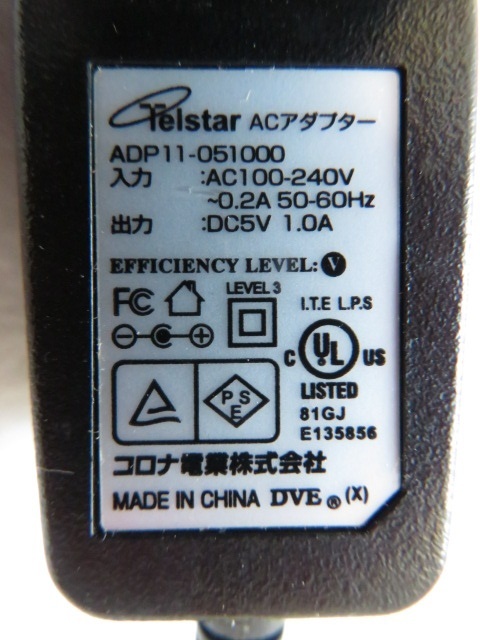 Telstar ACアダプター
ADP11-051000
入力 :AC100-240V
~0.2A 50-60Hz
出力 :DC5V 1.0A
EFFICIENCY LEVEL: V
FC LEVEL 3 I.T.E L.P.S
C UL US
LISTED
PSE 81GJ
E135856
コロナ電業株式会社
MADE IN CHINA DVE ® (X)